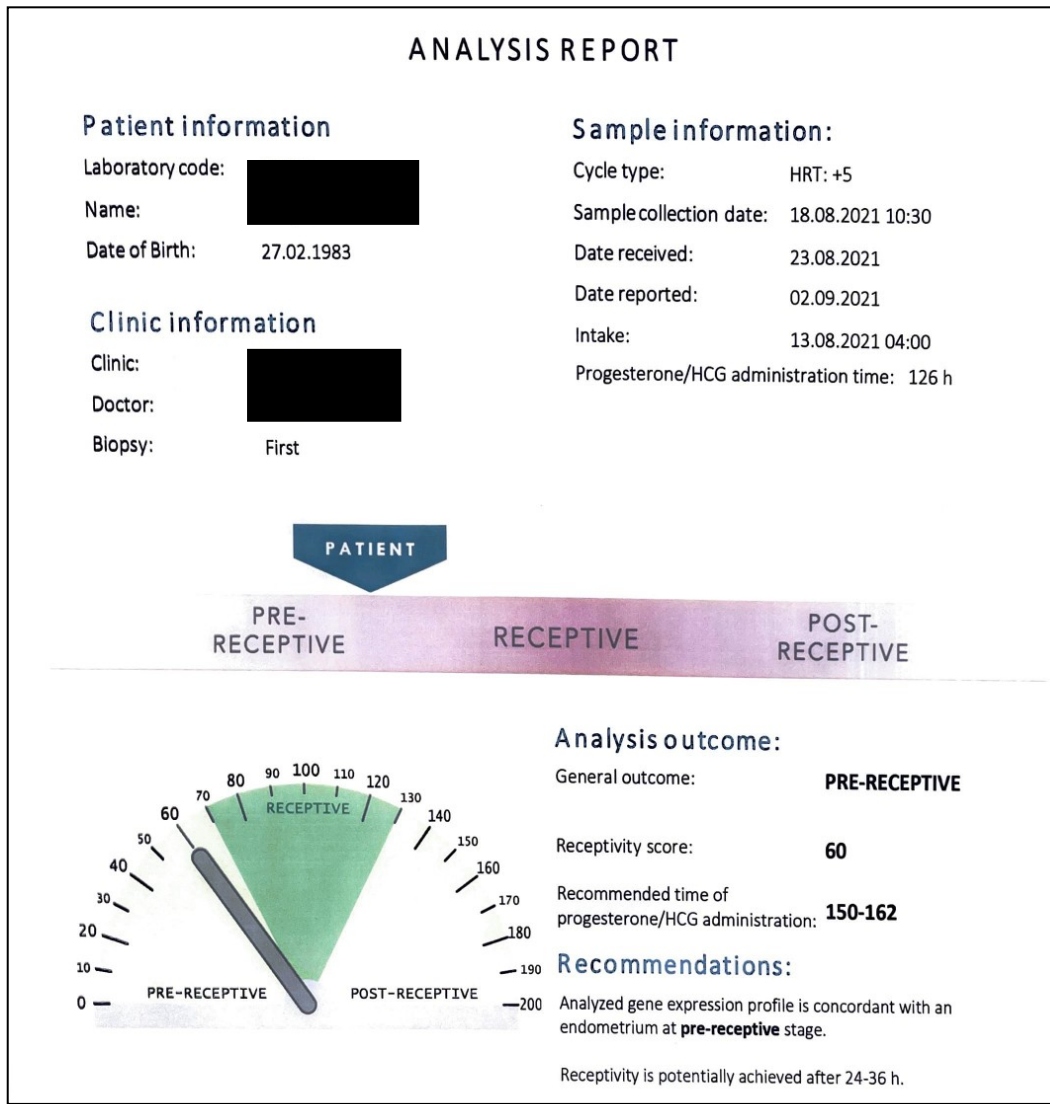 ANALYSIS REPORT
Patient information
Laboratory code:
Name:
Date of Birth: 27.02.1983
Clinic information
Clinic:
Doctor:
Biopsy: First
Sample information:
Cycle type: HRT: +5
Sample collection date: 18.08.2021 10:30
Date received: 23.08.2021
Date reported: 02.09.2021
Intake: 13.08.2021 04:00
Progesterone/HCG administration time: 126 h
PATIENT
PRE-
RECEPTIVE
RECEPTIVE
POST-
RECEPTIVE
0
10
20
30
40
50
60
70
80
90
100
110
120
130
140
150
160
170
180
190
200
RECEPTIVE
PRE-RECEPTIVE
POST-RECEPTIVE
Analysis outcome:
General outcome: PRE-RECEPTIVE
Receptivity score: 60
Recommended time of
progesterone/HCG administration: 150-162
Recommendations:
Analyzed gene expression profile is concordant with an
endometrium at pre-receptive stage.
Receptivity is potentially achieved after 24-36 h.